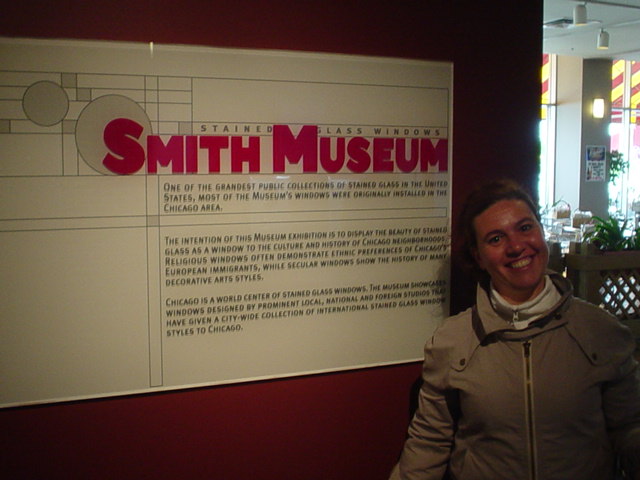 STAINED GLASS WINDOWS
SMITH MUSEUM
ONE OF THE GRANDEST PUBLIC COLLECTIONS OF STAINED GLASS IN THE UNITED
STATES, MOST OF THE MUSEUM'S WINDOWS WERE ORIGINALLY INSTALLED IN THE
CHICAGO AREA.
THE INTENTION OF THIS MUSEUM EXHIBITION IS TO DISPLAY THE BEAUTY OF STAINED
GLASS AS A WINDOW TO THE CULTURE AND HISTORY OF CHICAGO NEIGHBORHOODS.
RELIGIOUS WINDOWS OFTEN DEMONSTRATE ETHNIC PREFERENCES OF CHICAGO'S
EUROPEAN IMMIGRANTS, WHILE SECULAR WINDOWS SHOW THE HISTORY OF MANY
DECORATIVE ARTS STYLES.
CHICAGO IS A WORLD CENTER OF STAINED GLASS WINDOWS. THE MUSEUM SHOWCASES
WINDOWS DESIGNED BY PROMINENT LOCAL, NATIONAL AND FOREIGN STUDIOS THAT
HAVE GIVEN A CITY-WIDE COLLECTION OF INTERNATIONAL STAINED GLASS WINDOW
STYLES TO CHICAGO.